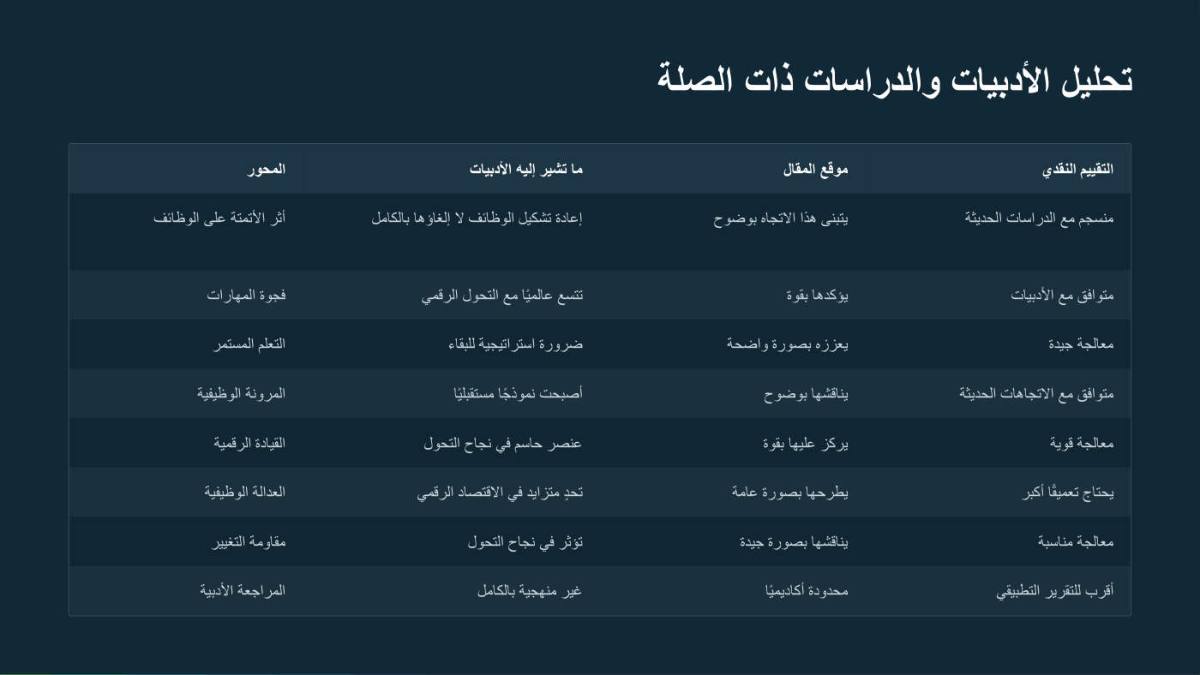 تحليل الأدبيات والدراسات ذات الصلة
التقييم النقدي موقع المقال ما تشير إليه الأدبيات المحور
منسجم مع الدراسات الحديثة يتبنى هذا الاتجاه بوضوح إعادة تشكيل الوظائف لا إلغاؤها بالكامل أثر الأتمتة على الوظائف
متوافق مع الأدبيات يؤكدها بقوة تتسع عالميًا مع التحول الرقمي فجوة المهارات
معالجة جيدة يعززه بصورة واضحة ضرورة استراتيجية للبقاء التعلم المستمر
متوافق مع الاتجاهات الحديثة يناقشها بوضوح أصبحت نموذجًا مستقبليًا المرونة الوظيفية
معالجة قوية يركز عليها بقوة عنصر حاسم في نجاح التحول القيادة الرقمية
يحتاج تعميقًا أكبر يطرحها بصورة عامة تحدٍ متزايد في الاقتصاد الرقمي العدالة الوظيفية
معالجة مناسبة يناقشها بصورة جيدة تؤثر في نجاح التحول مقاومة التغيير
أقرب للتقرير التطبيقي محدودة أكاديميًا غير منهجية بالكامل المراجعة الأدبية